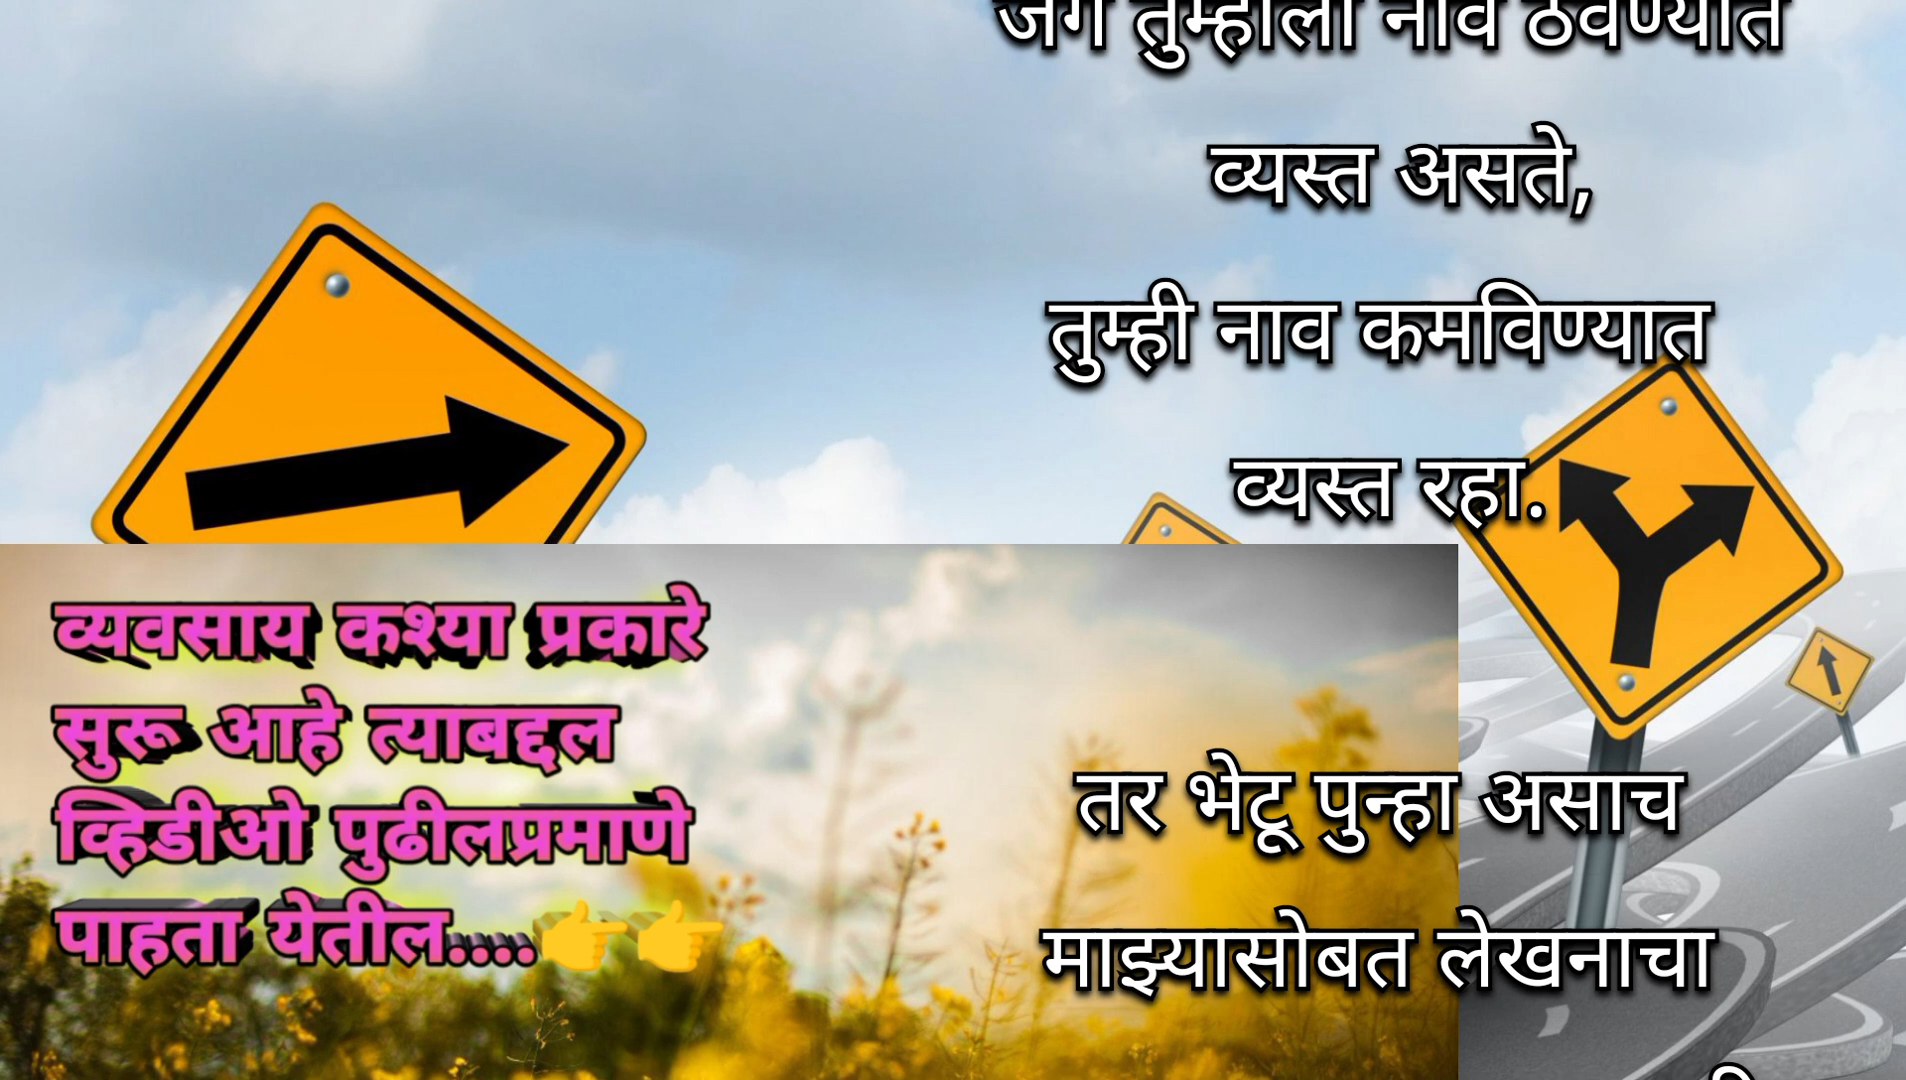 जग तुम्हाला नाव ठेवण्यात
व्यस्त असते,
तुम्ही नाव कमविण्यात
व्यस्त रहा.
व्यवसाय कश्या प्रकारे
सुरू आहे त्याबद्दल
व्हिडीओ पुढीलप्रमाणे
पाहता येतील....👉👉
तर भेटू पुन्हा असाच
माझ्यासोबत लेखनाचा